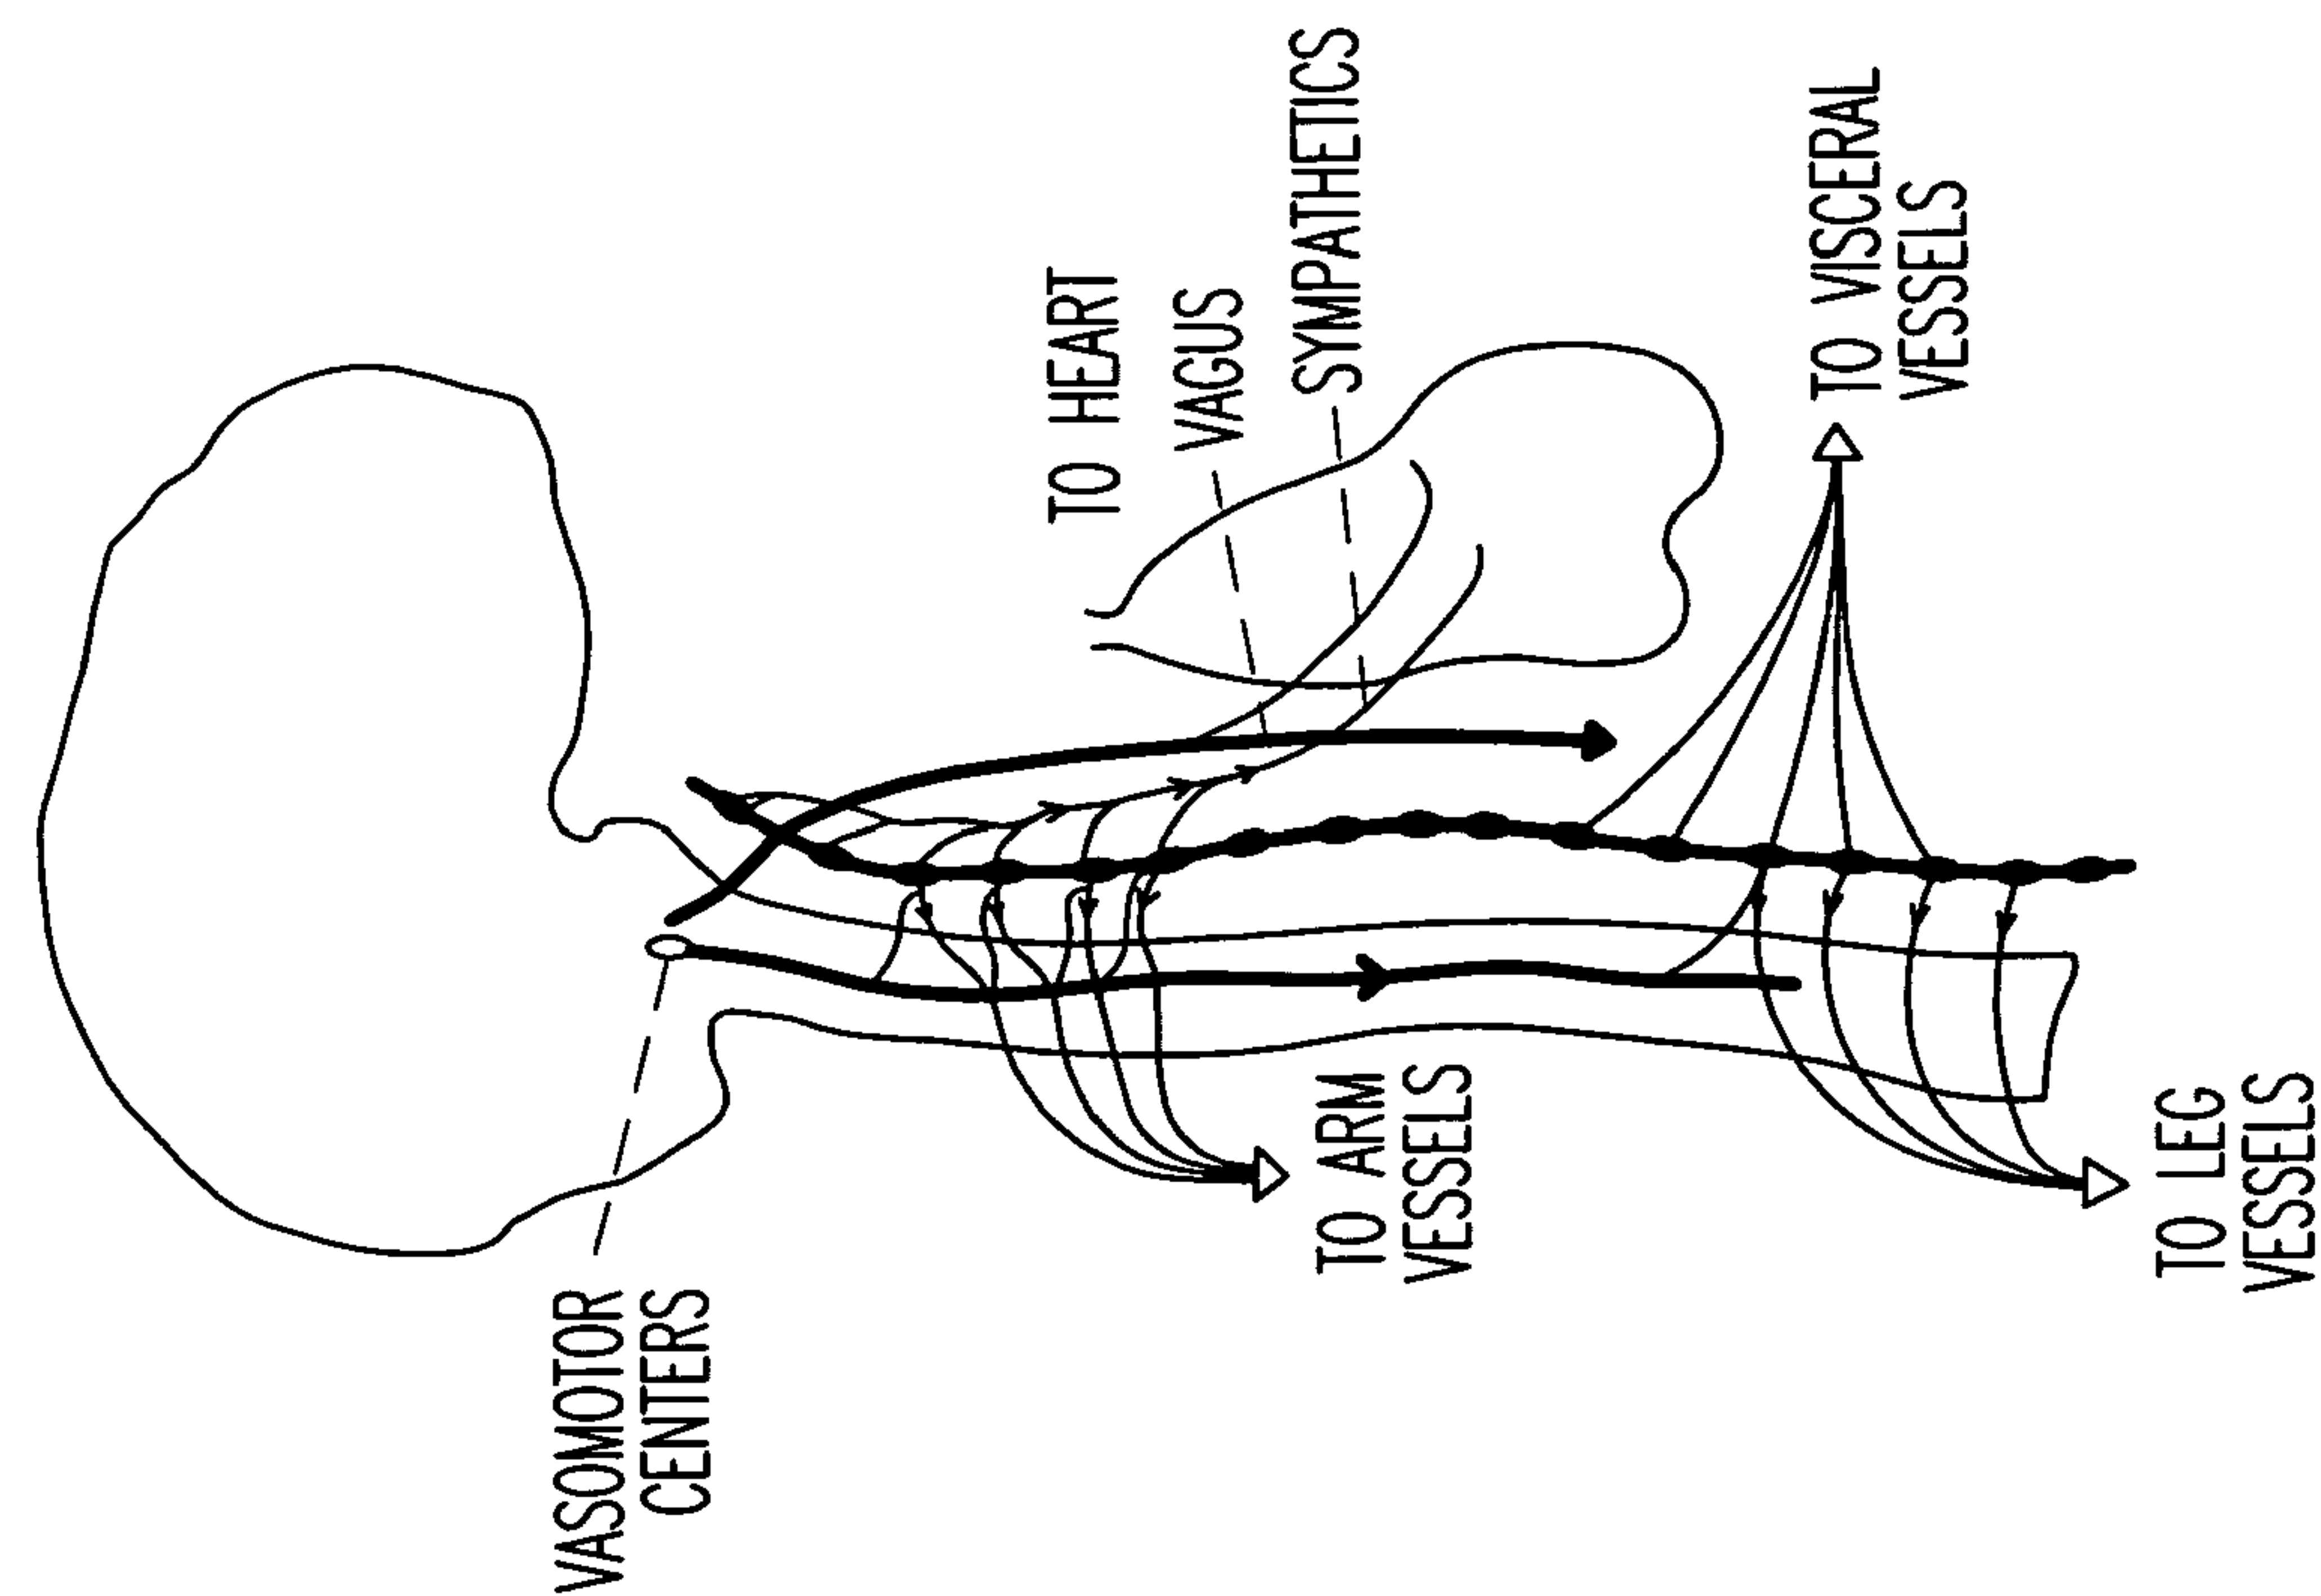 VASOMOTOR
CENTERS
TO HEART
VAGUS
SYMPATHETICS
TO ARM
VESSELS
TO VISCERAL
VESSELS
TO LEG
VESSELS